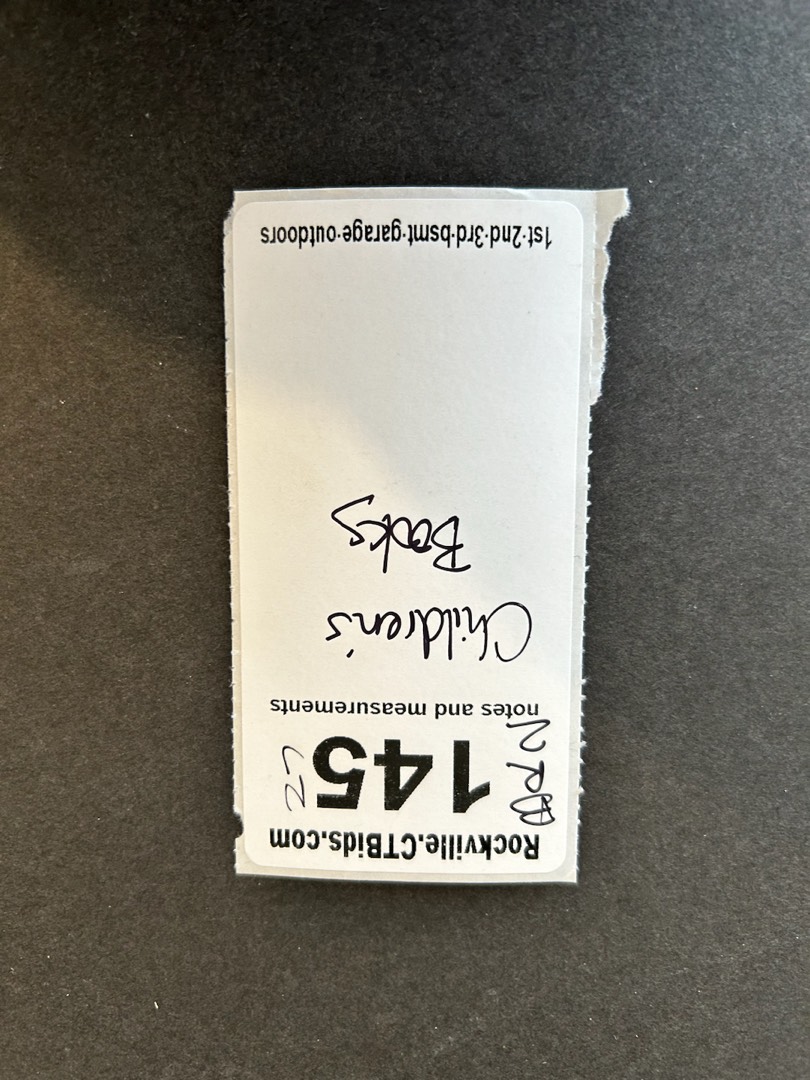 Rockville.CTBids.com
145
notes and measurements
Children's
Books
1st·2nd·3rd·bsmt·garage·outdoors